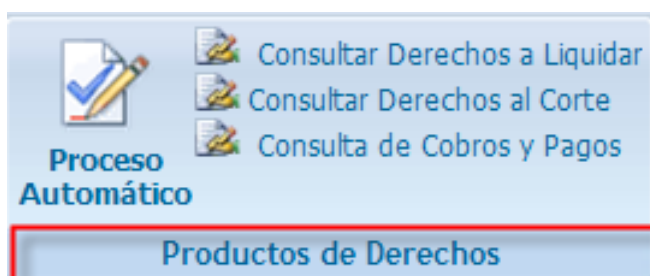 Consultar Derechos a Liquidar
Consultar Derechos al Corte
Consulta de Cobros y Pagos
Proceso
Automático
Productos de Derechos